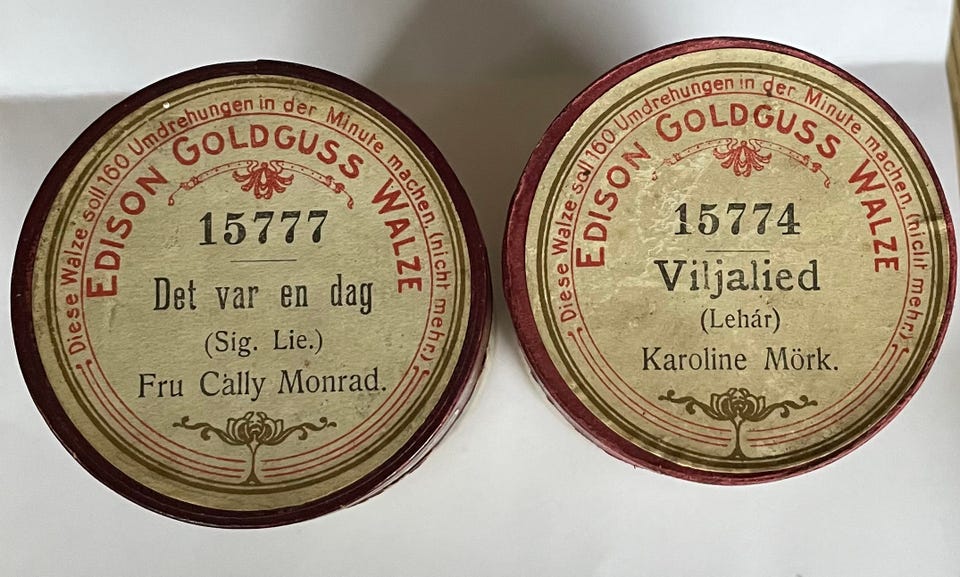 Diese Walze soll 160 Umdrehungen in der Minute machen, (nicht mehr.)
EDISON GOLDGUSS WALZE
15777
Det var en dag
(Sig. Lie.)
Fru Cally Monrad.
Diese Walze soll 160 Umdrehungen in der Minute machen, (nicht mehr.)
EDISON GOLDGUSS WALZE
15774
Viljalied
(Lehár)
Karoline Mörk.